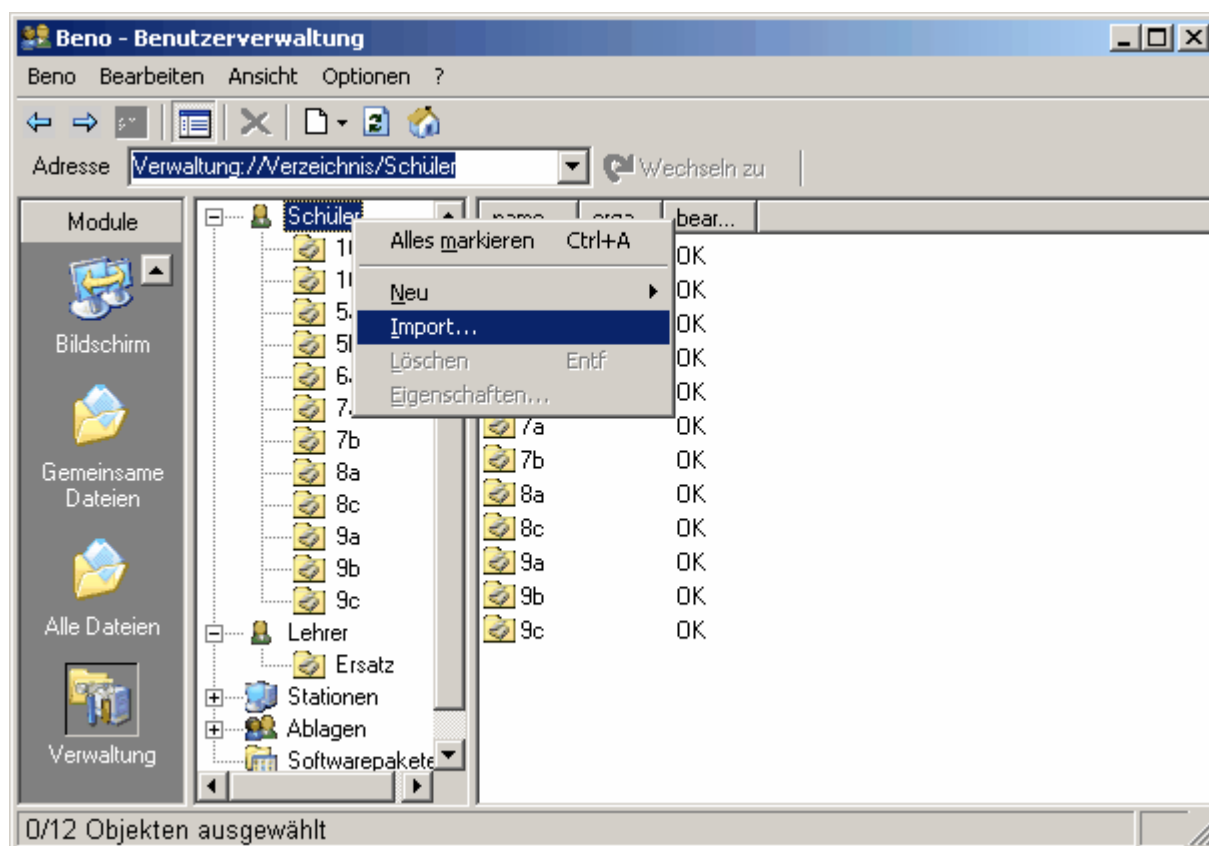 Beno - Benutzerverwaltung
Beno Bearbeiten Ansicht Optionen ?
Adresse Verwaltung://Verzeichnis/Schüler Wechseln zu
Module
Bildschirm
Gemeinsame
Dateien
Alle Dateien
Verwaltung
Schüler
7b
8a
8c
9a
9b
9c
Lehrer
Ersatz
Stationen
Ablagen
Softwarepakete
Alles markieren Ctrl+A
Neu
Import...
Löschen Entf
Eigenschaften...
bear...
OK
OK
OK
OK
OK
7a OK
7b OK
8a OK
8c OK
9a OK
9b OK
9c OK
0/12 Objekten ausgewählt